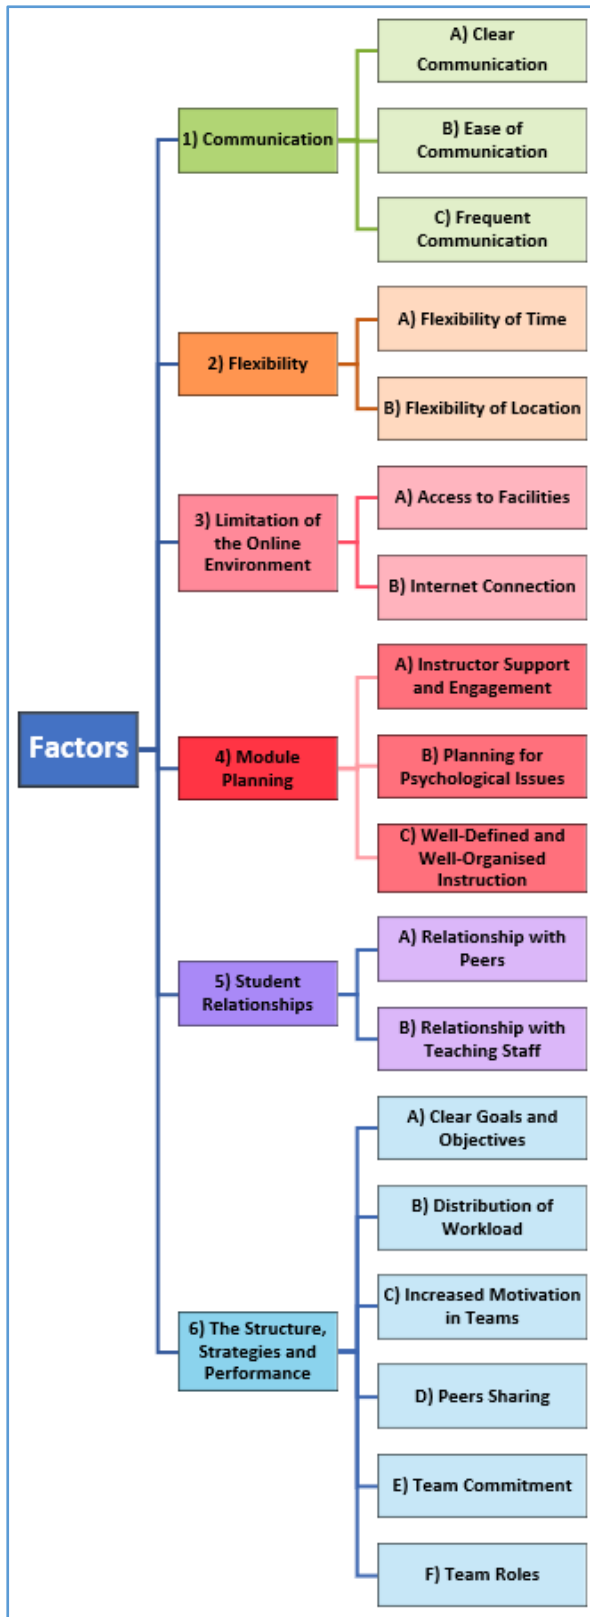 Factors
1) Communication
A) Clear
Communication
B) Ease of
Communication
C) Frequent
Communication
2) Flexibility
A) Flexibility of Time
B) Flexibility of Location
3) Limitation of
the Online
Environment
A) Access to Facilities
B) Internet Connection
4) Module
Planning
A) Instructor Support
and Engagement
B) Planning for
Psychological Issues
C) Well-Defined and
Well-Organised
Instruction
5) Student
Relationships
A) Relationship with
Peers
B) Relationship with
Teaching Staff
6) The Structure,
Strategies and
Performance
A) Clear Goals and
Objectives
B) Distribution of
Workload
C) Increased Motivation
in Teams
D) Peers Sharing
E) Team Commitment
F) Team Roles